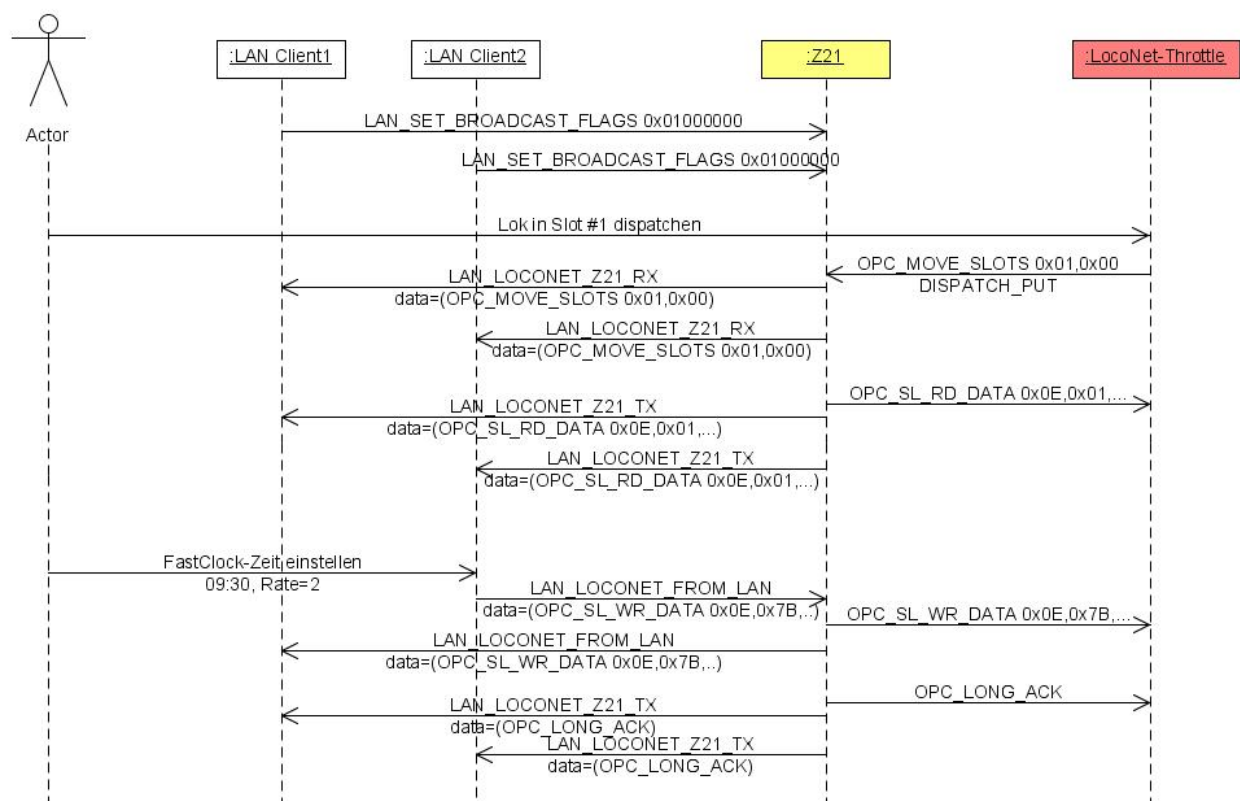 :LAN Client1
:LAN Client2
:Z21
:LocoNet-Throttle
Actor
LAN_SET_BROADCAST_FLAGS 0x01000000
LAN_SET_BROADCAST_FLAGS 0x01000000
Lok in Slot #1 dispatchen
OPC_MOVE_SLOTS 0x01,0x00
DISPATCH_PUT
LAN_LOCONET_Z21_RX
data=(OPC_MOVE_SLOTS 0x01,0x00)
LAN_LOCONET_Z21_RX
data=(OPC_MOVE_SLOTS 0x01,0x00)
OPC_SL_RD_DATA 0x0E,0x01,...
LAN_LOCONET_Z21_TX
data=(OPC_SL_RD_DATA 0x0E,0x01,...)
LAN_LOCONET_Z21_TX
data=(OPC_SL_RD_DATA 0x0E,0x01,...)
FastClock-Zeit einstellen
09:30, Rate=2
LAN_LOCONET_FROM_LAN
data=(OPC_SL_WR_DATA 0x0E,0x7B,..)
OPC_SL_WR_DATA 0x0E,0x7B,...
LAN_LOCONET_FROM_LAN
data=(OPC_SL_WR_DATA 0x0E,0x7B,..)
OPC_LONG_ACK
LAN_LOCONET_Z21_TX
data=(OPC_LONG_ACK)
LAN_LOCONET_Z21_TX
data=(OPC_LONG_ACK)